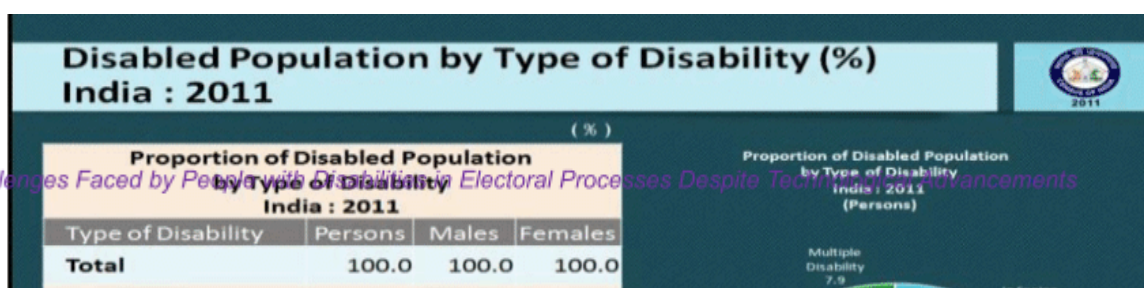 Disabled Population by Type of Disability (%)
India : 2011
2011
( % )
Proportion of Disabled Population
by Type of Disability
India : 2011
Type of Disability Persons Males Females
Total 100.0 100.0 100.0
Proportion of Disabled Population
by Type of Disability
India : 2011
(Persons)
Multiple
Disability
7.9
Faced by People with Disabilities in Electoral Processes Despite Advancements